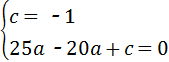 c = - 1
25a - 20a + c = 0